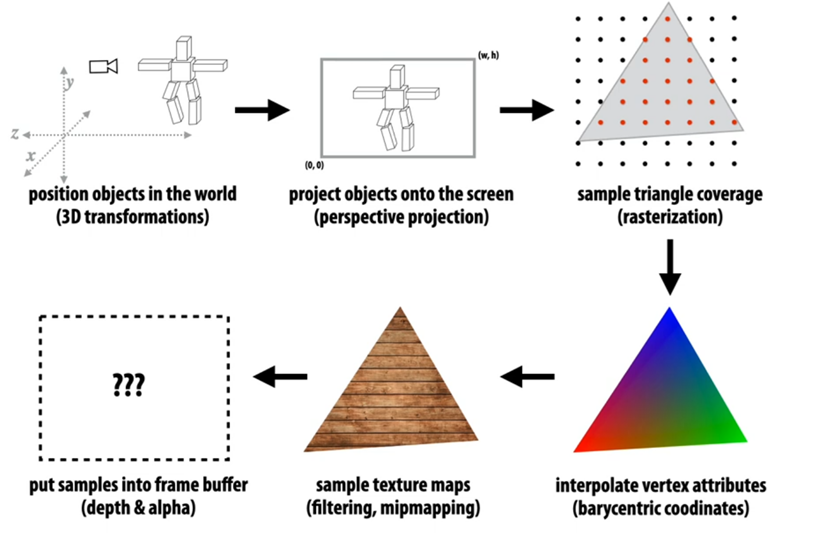 y
z
x
position objects in the world
(3D transformations)
(w, h)
(0, 0)
project objects onto the screen
(perspective projection)
sample triangle coverage
(rasterization)
???
put samples into frame buffer
(depth & alpha)
sample texture maps
(filtering, mipmapping)
interpolate vertex attributes
(barycentric coodinates)